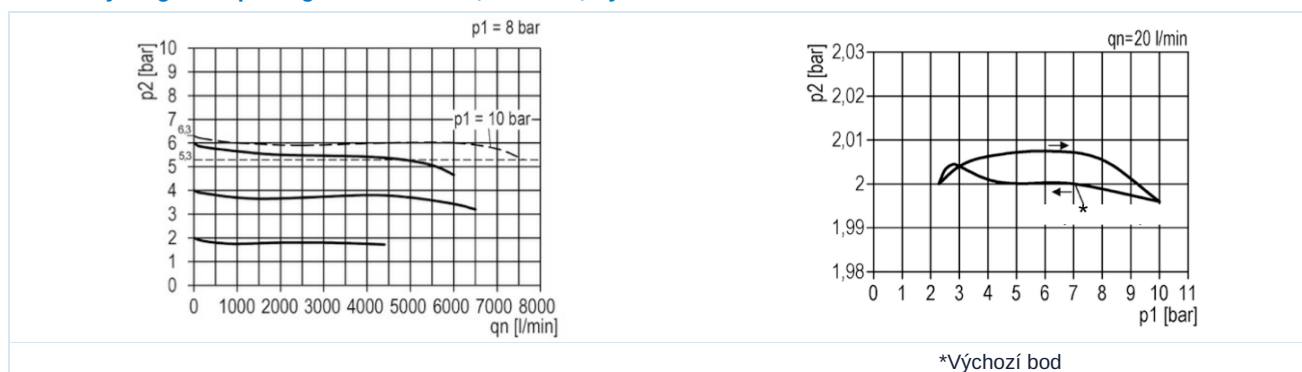 p1 = 8 bar
p2 [bar]
10
9
8
7
6,3
6
5,3
5
4
3
2
1
0
p1 = 10 bar
0 1000 2000 3000 4000 5000 6000 7000 8000
qn [l/min]
qn=20 l/min
p2 [bar]
2,03
2,02
2,01
2
1,99
1,98
*
0 1 2 3 4 5 6 7 8 9 10 11
p1 [bar]
*Výchozí bod